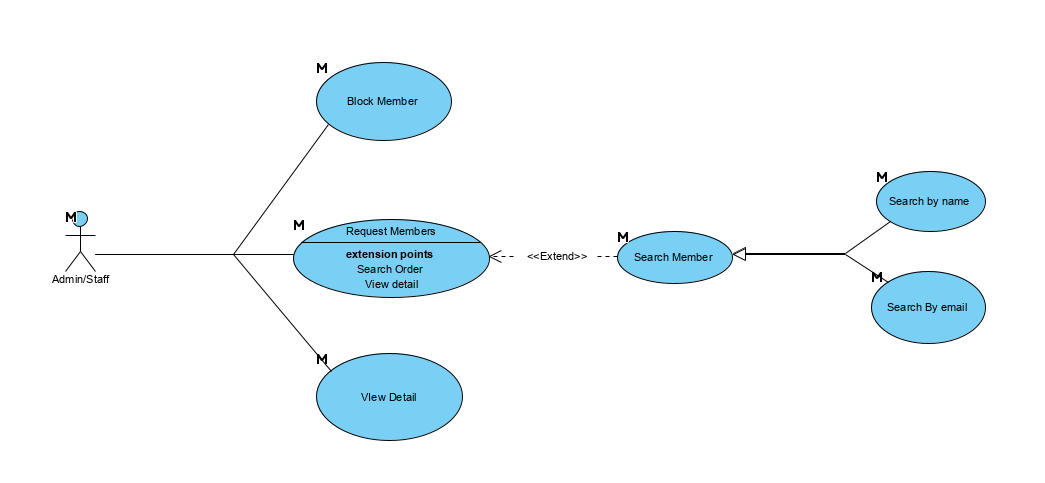 M
Block Member
M
Admin/Staff
M
Request Members
extension points
Search Order
View detail
<<Extend>>
M
Search Member
M
Search by name
M
Search By email
M
VIew Detail